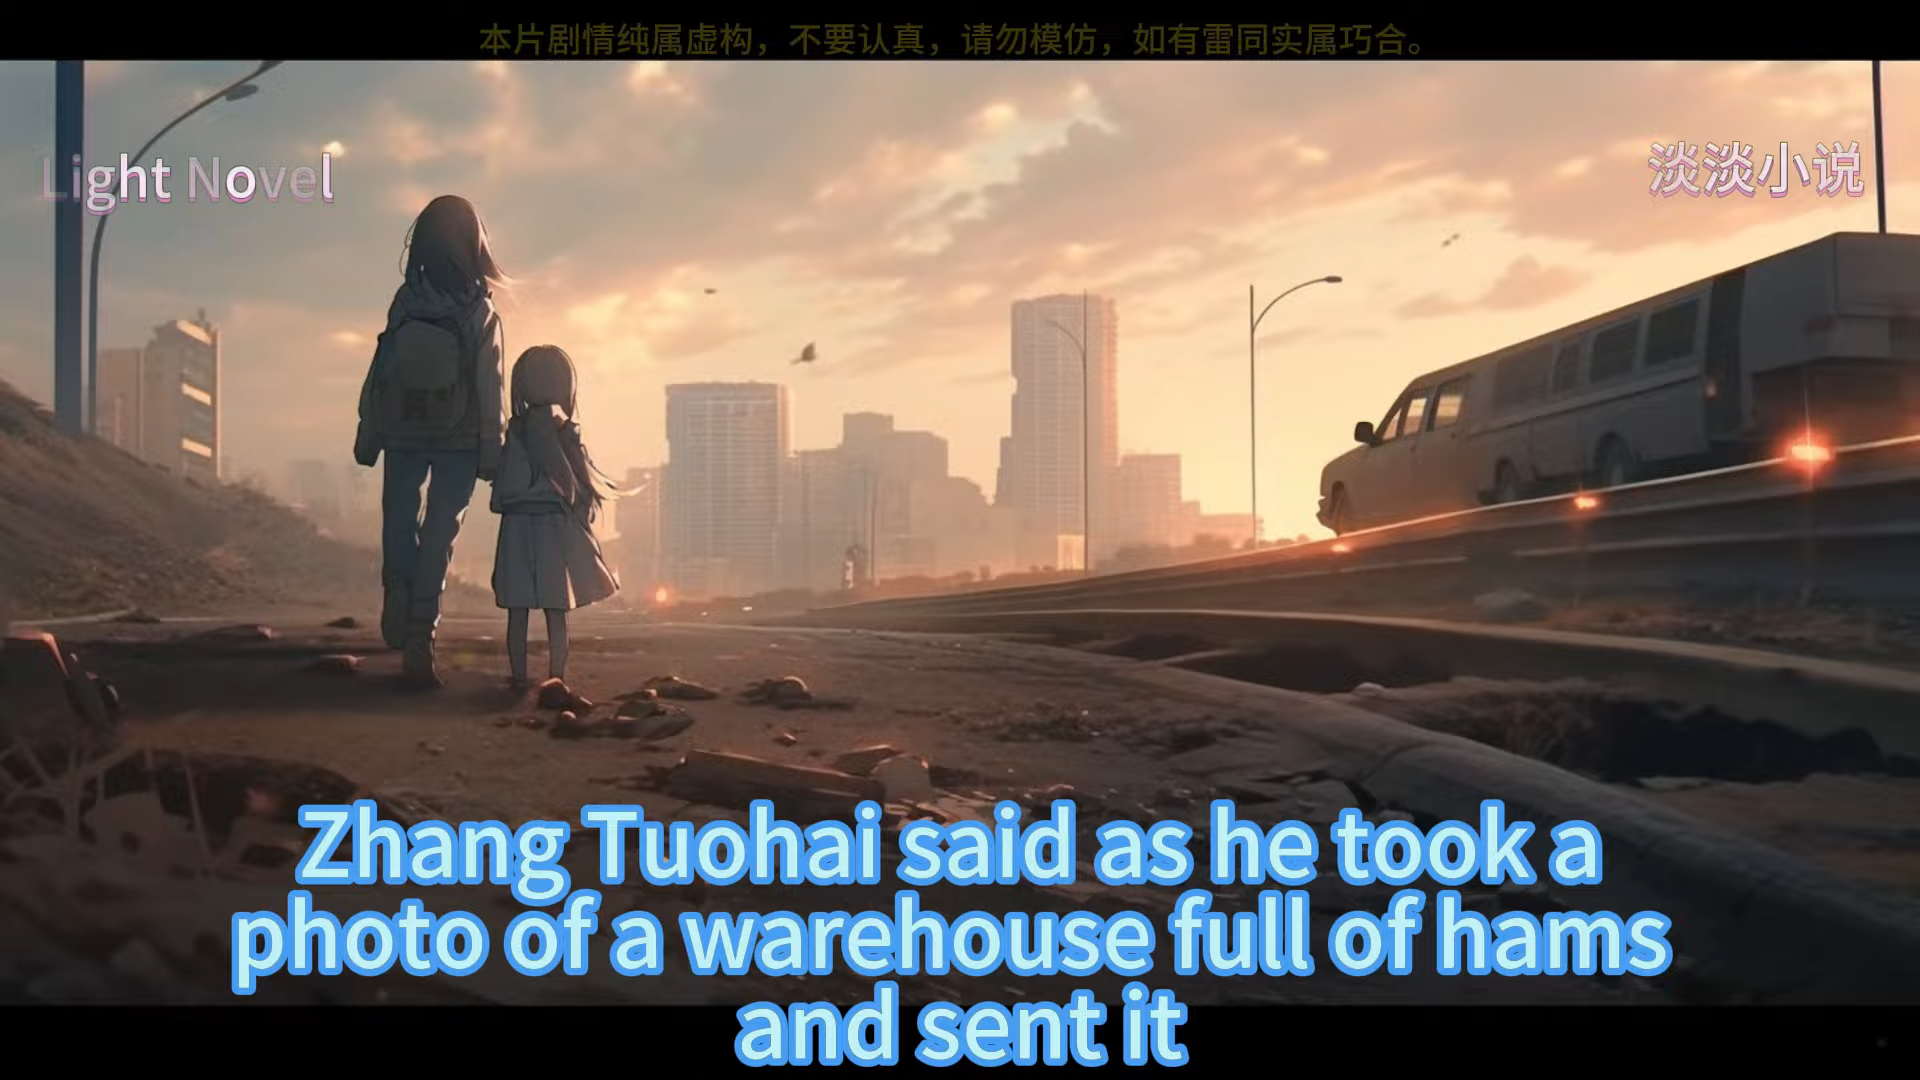 本片剧情纯属虚构，不要认真，请勿模仿，如有雷同实属巧合。
Light Novel
淡淡小说
Zhang Tuohai said as he took a
photo of a warehouse full of hams
and sent it